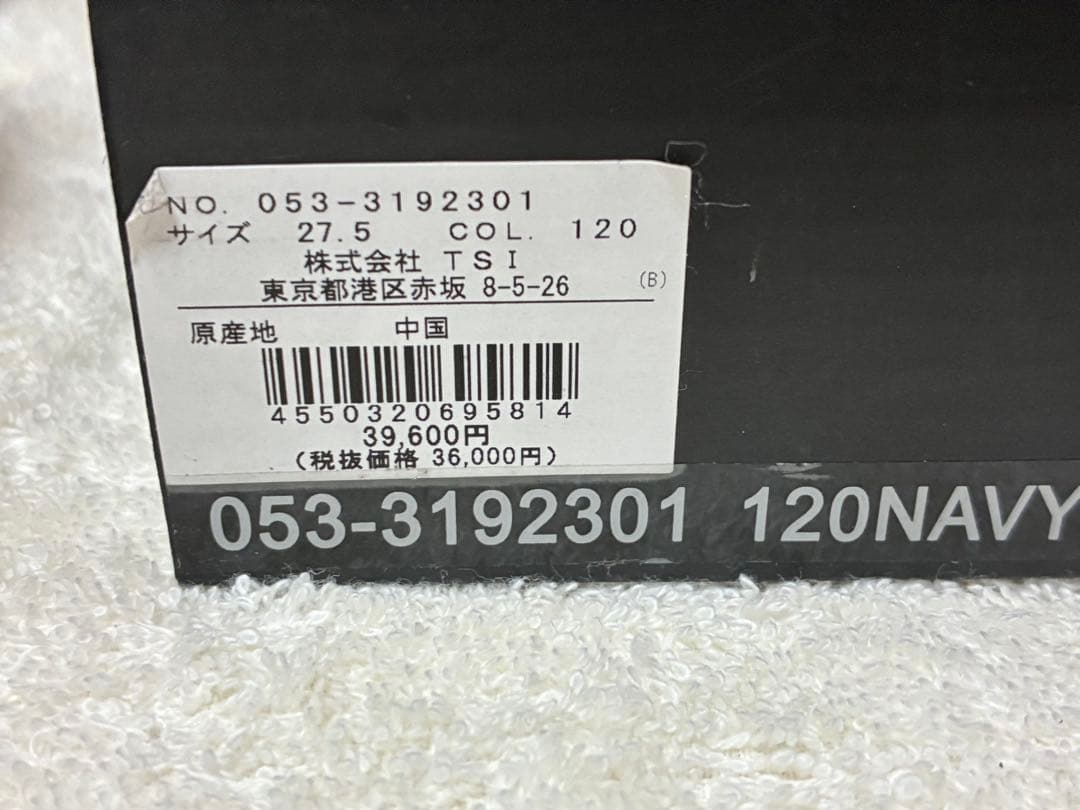 NO. 053-3192301
サイズ 27.5 COL. 120
株式会社 TSI
東京都港区赤坂 8-5-26 (B)
原産地 中国
4550320695814
39,600円
(税抜価格 36,000円)
053-3192301 120NAVY